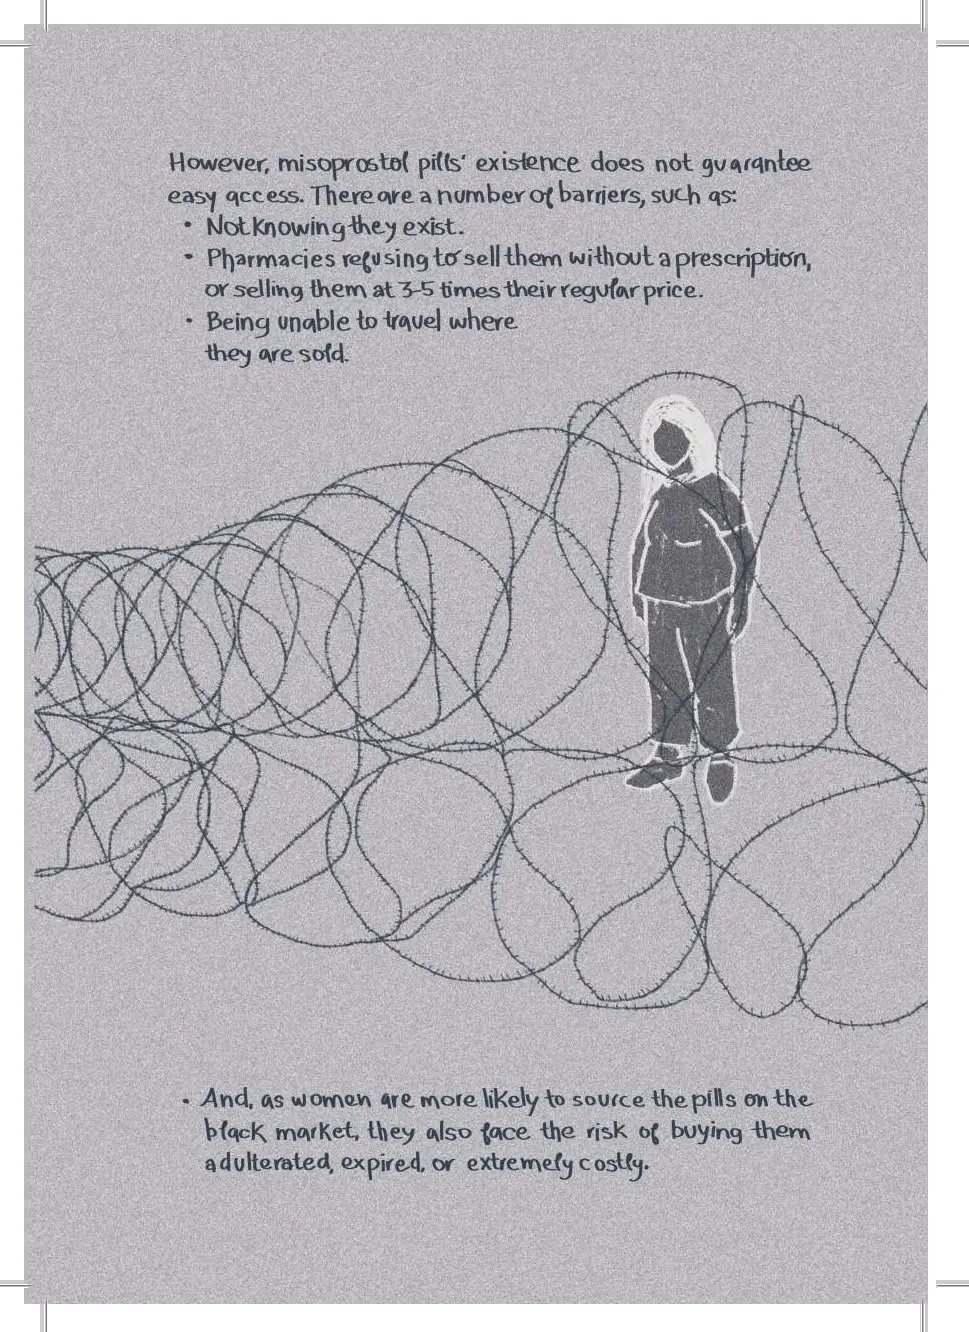 However, misoprostol pills' existence does not guarantee
easy access. There are a number of barriers, such as:
• Not knowing they exist.
• Pharmacies refusing to sell them without a prescription,
or selling them at 3-5 times their regular price.
• Being unable to travel where
they are sold.
• And, as women are more likely to source the pills on the
black market, they also face the risk of buying them
adulterated, expired, or extremely costly.